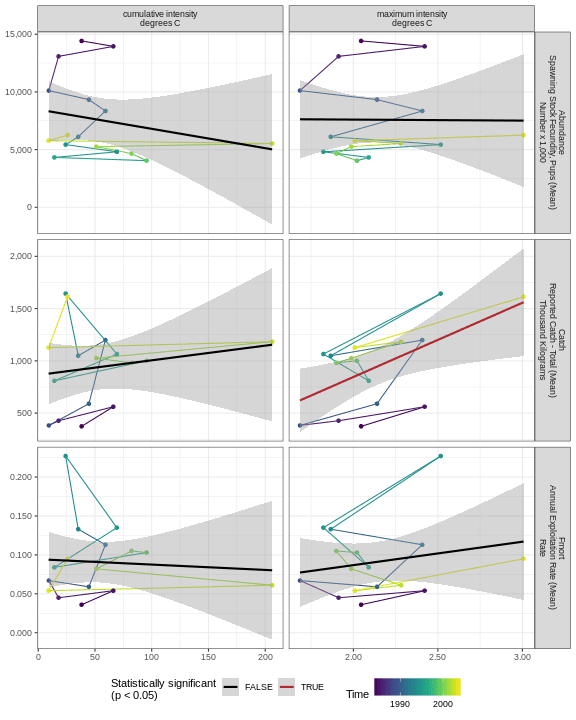 cumulative intensity
degrees C
maximum intensity
degrees C
15,000
10,000
5,000
0
Abundance
Spawning Stock Fecundity, Pups (Mean)
Number x 1,000
2,000
1,500
1,000
500
Catch
Reported Catch - Total (Mean)
Thousand Kilograms
0.200
0.150
0.100
0.050
0.000
Fmort
Annual Exploitation Rate (Mean)
Rate
0
50
100
150
200
2.00
2.50
3.00
Statistically significant
(p < 0.05)
FALSE
TRUE
Time
1990
2000